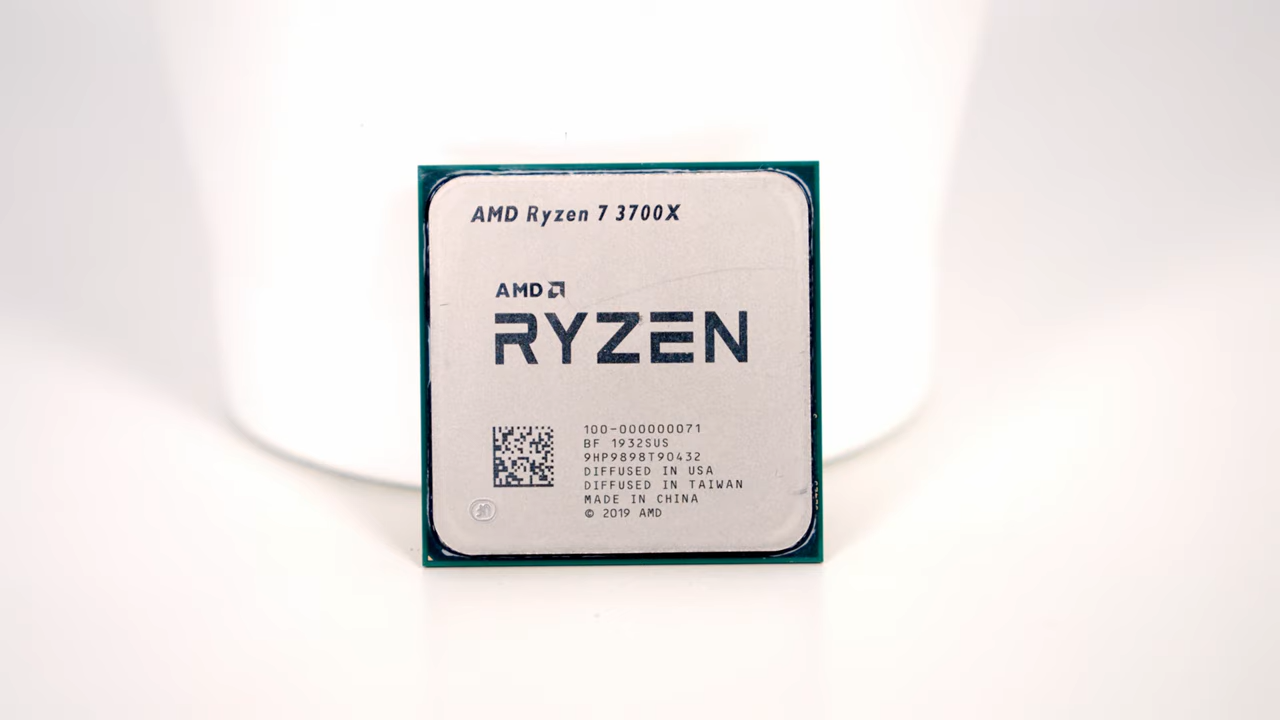 AMD Ryzen 7 3700X
AMD
RYZEN
100-000000071
BF 1932SUS
9HP9898T90432
DIFFUSED IN USA
DIFFUSED IN TAIWAN
MADE IN CHINA
© 2019 AMD